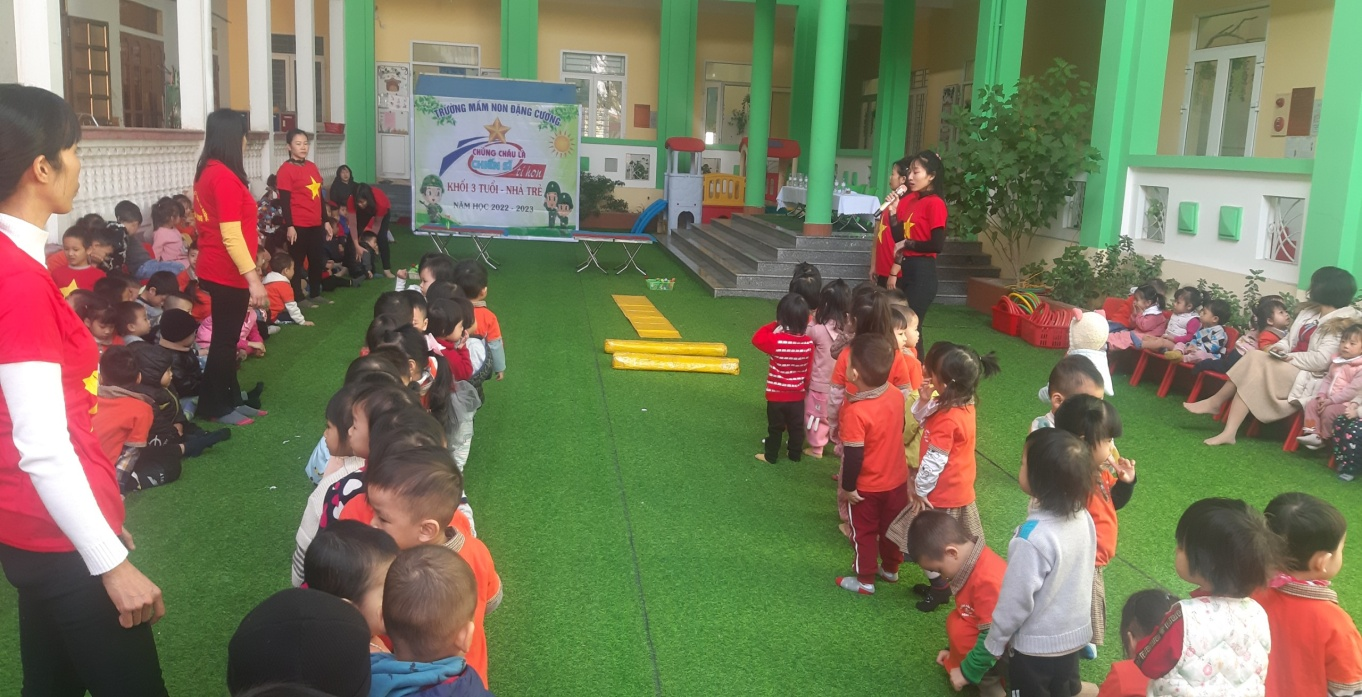 TRƯỜNG MẦM NON ĐẶNG CƯƠNG
CHÚNG CHÁU LÀ
CHIẾN SĨ
tí hon
KHỐI 3 TUỔI - NHÀ TRẺ
NĂM HỌC 2022 - 2023